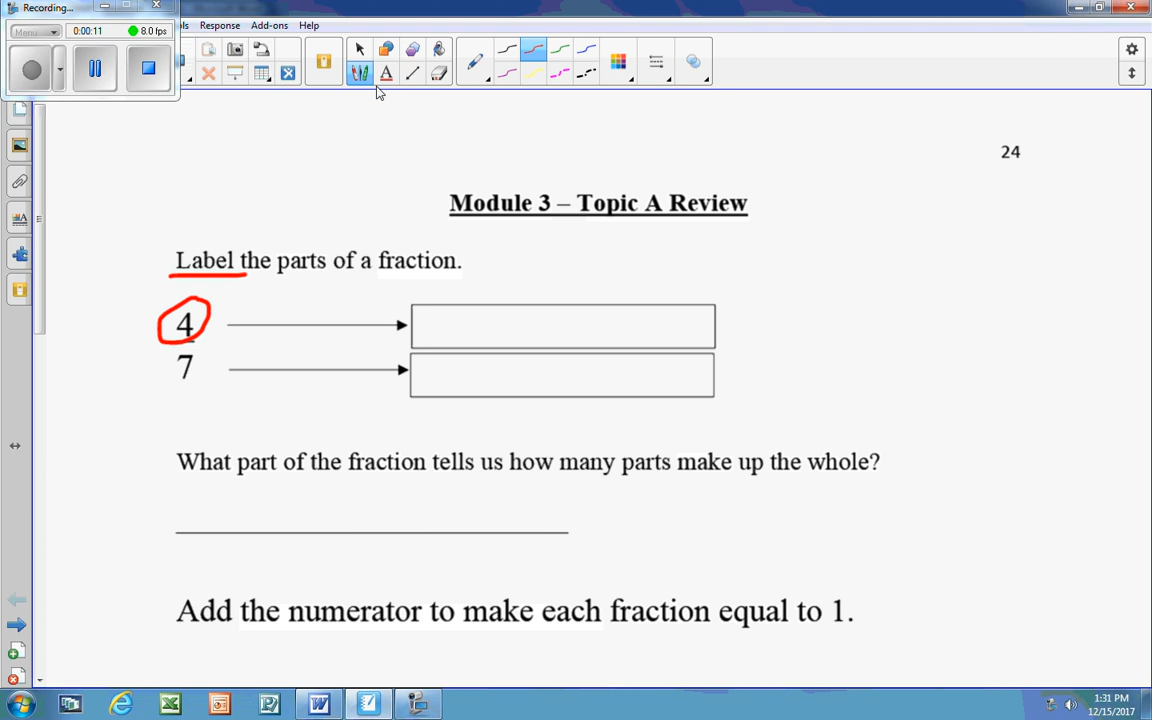 Recording...
Menu
0:00:11
8.0 fps
ols Response Add-ons Help
24
Module 3 – Topic A Review
Label the parts of a fraction.
4
7
What part of the fraction tells us how many parts make up the whole?
Add the numerator to make each fraction equal to 1.
1:31 PM
12/15/2017